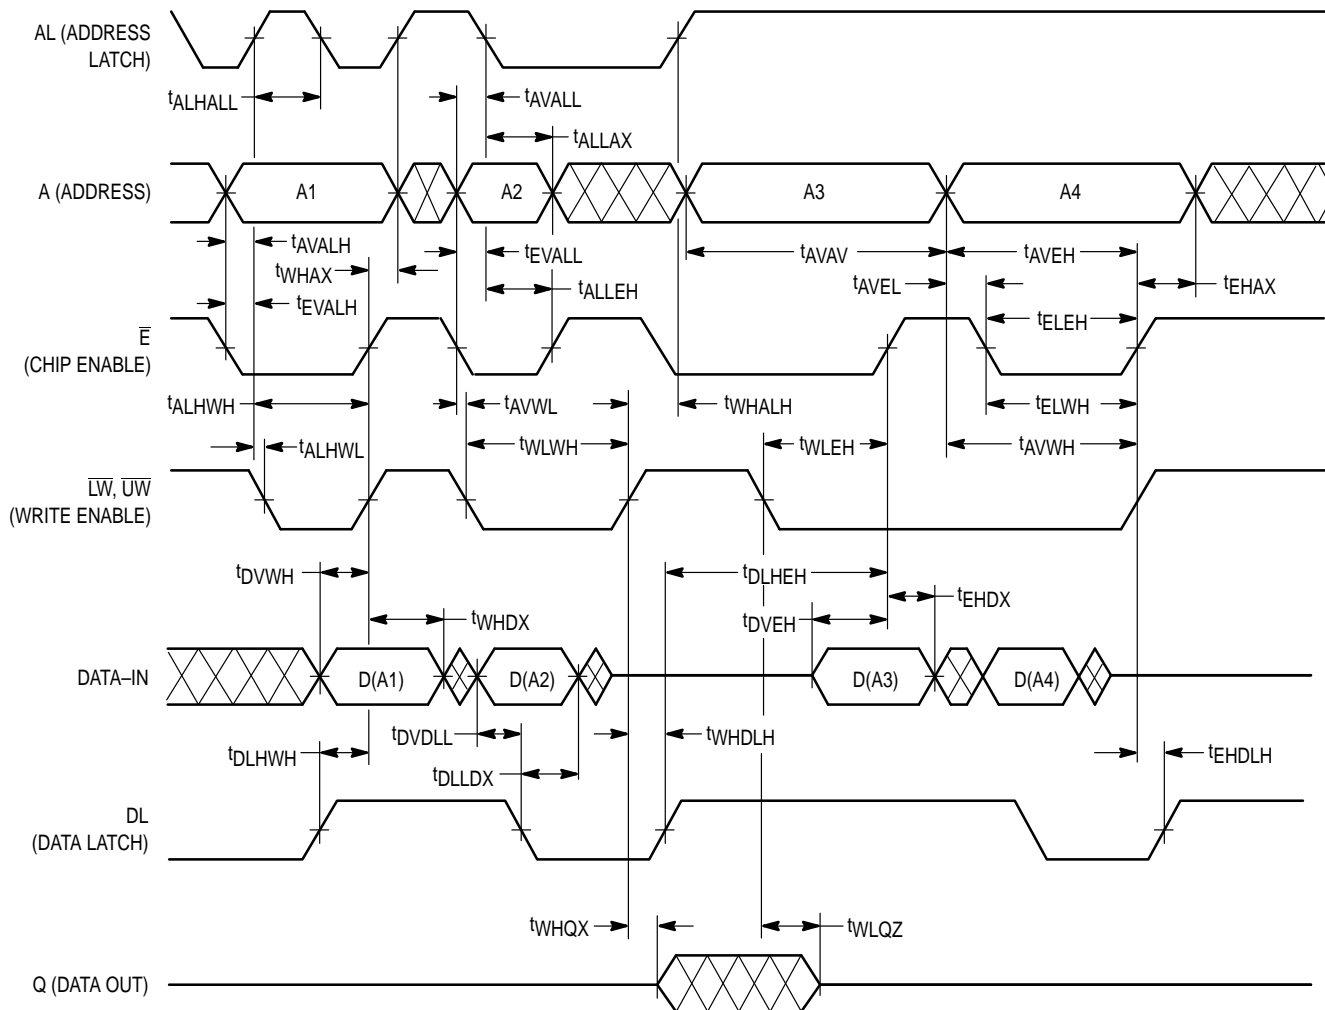 AL (ADDRESS
LATCH)
tALHALL
tAVALL
tALLAX
A (ADDRESS)
A1
A2
A3
A4
tAVALH
tEVALL
tAVAV
tAVEH
tWHAX
tALLEH
tAVEL
tEHAX
tEVALH
tELEH
E̅
(CHIP ENABLE)
tALHWH
tAVWL
tWHALH
tELWH
tALHWL
tWLWH
tWLEH
tAVWH
L̅W̅, U̅W̅
(WRITE ENABLE)
tDVWH
tDLHEH
tWHDX
tDVEH
tEHDX
DATA–IN
D(A1)
D(A2)
D(A3)
D(A4)
tDVDLL
tWHDLH
tDLHWH
tDLLDX
tEHDLH
DL
(DATA LATCH)
tWHQX
tWLQZ
Q (DATA OUT)